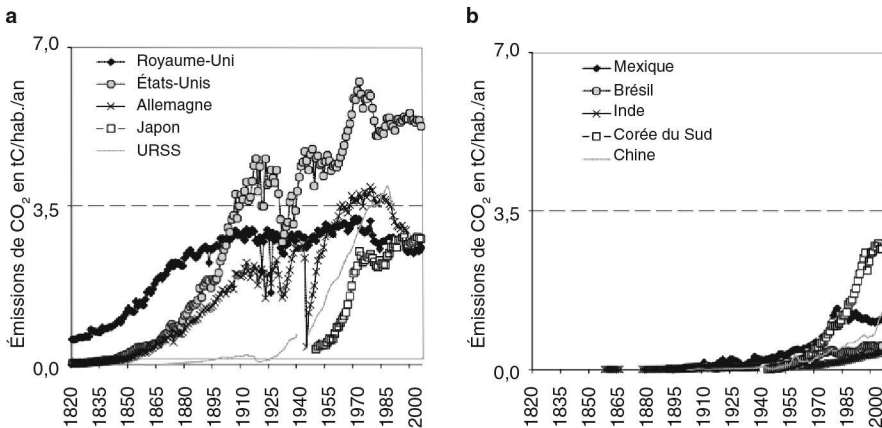 a
Émissions de CO2 en tC/hab./an
7,0
3,5
0,0
Royaume-Uni
États-Unis
Allemagne
Japon
URSS
1820
1835
1850
1865
1880
1895
1910
1925
1940
1955
1970
1985
2000
b
Émissions de CO2 en tC/hab./an
7,0
3,5
0,0
Mexique
Brésil
Inde
Corée du Sud
Chine
1820
1835
1850
1865
1880
1895
1910
1925
1940
1955
1970
1985
2000